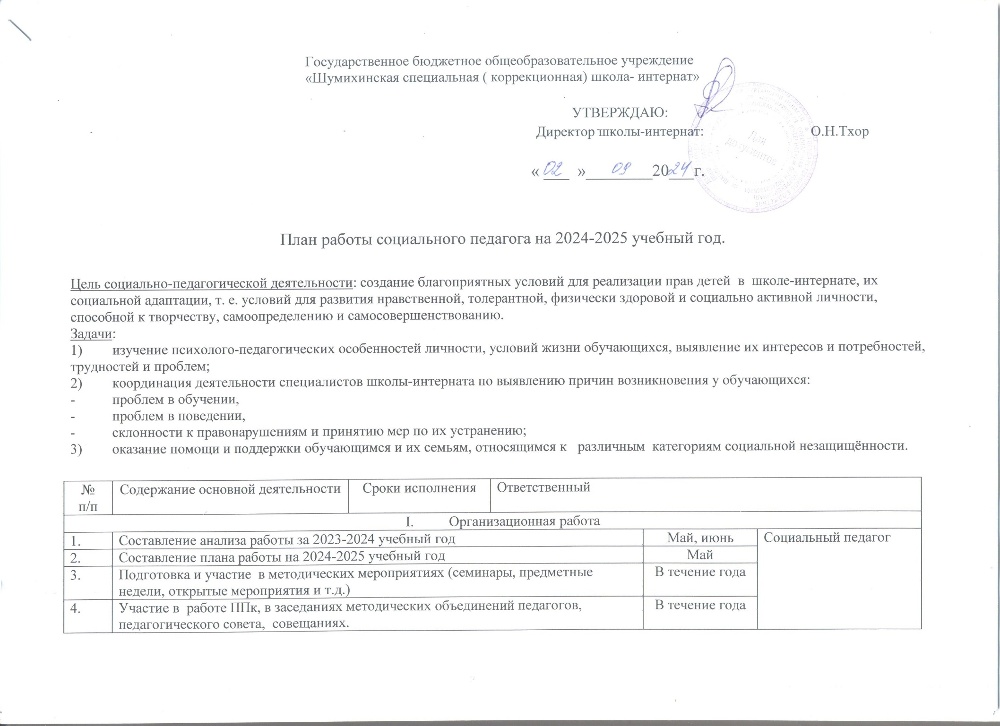 Государственное бюджетное общеобразовательное учреждение
«Шумихинская специальная ( коррекционная) школа- интернат»
УТВЕРЖДАЮ:
Директор школы-интернат: О.Н.Тхор
« 02 » 09 2024 г.
Для
документов
План работы социального педагога на 2024-2025 учебный год.
Цель социально-педагогической деятельности: создание благоприятных условий для реализации прав детей в школе-интернате, их
социальной адаптации, т. е. условий для развития нравственной, толерантной, физически здоровой и социально активной личности,
способной к творчеству, самоопределению и самосовершенствованию.
Задачи:
1) изучение психолого-педагогических особенностей личности, условий жизни обучающихся, выявление их интересов и потребностей,
трудностей и проблем;
2) координация деятельности специалистов школы-интерната по выявлению причин возникновения у обучающихся:
- проблем в обучении,
- проблем в поведении,
- склонности к правонарушениям и принятию мер по их устранению;
3) оказание помощи и поддержки обучающимся и их семьям, относящимся к различным категориям социальной незащищённости.
№ Содержание основной деятельности Сроки исполнения Ответственный
п/п
I. Организационная работа
1. Составление анализа работы за 2023-2024 учебный год Май, июнь Социальный педагог
2. Составление плана работы на 2024-2025 учебный год Май
3. Подготовка и участие в методических мероприятиях (семинары, предметные В течение года
недели, открытые мероприятия и т.д.)
4. Участие в работе ППк, в заседаниях методических объединений педагогов, В течение года
педагогического совета, совещаниях.